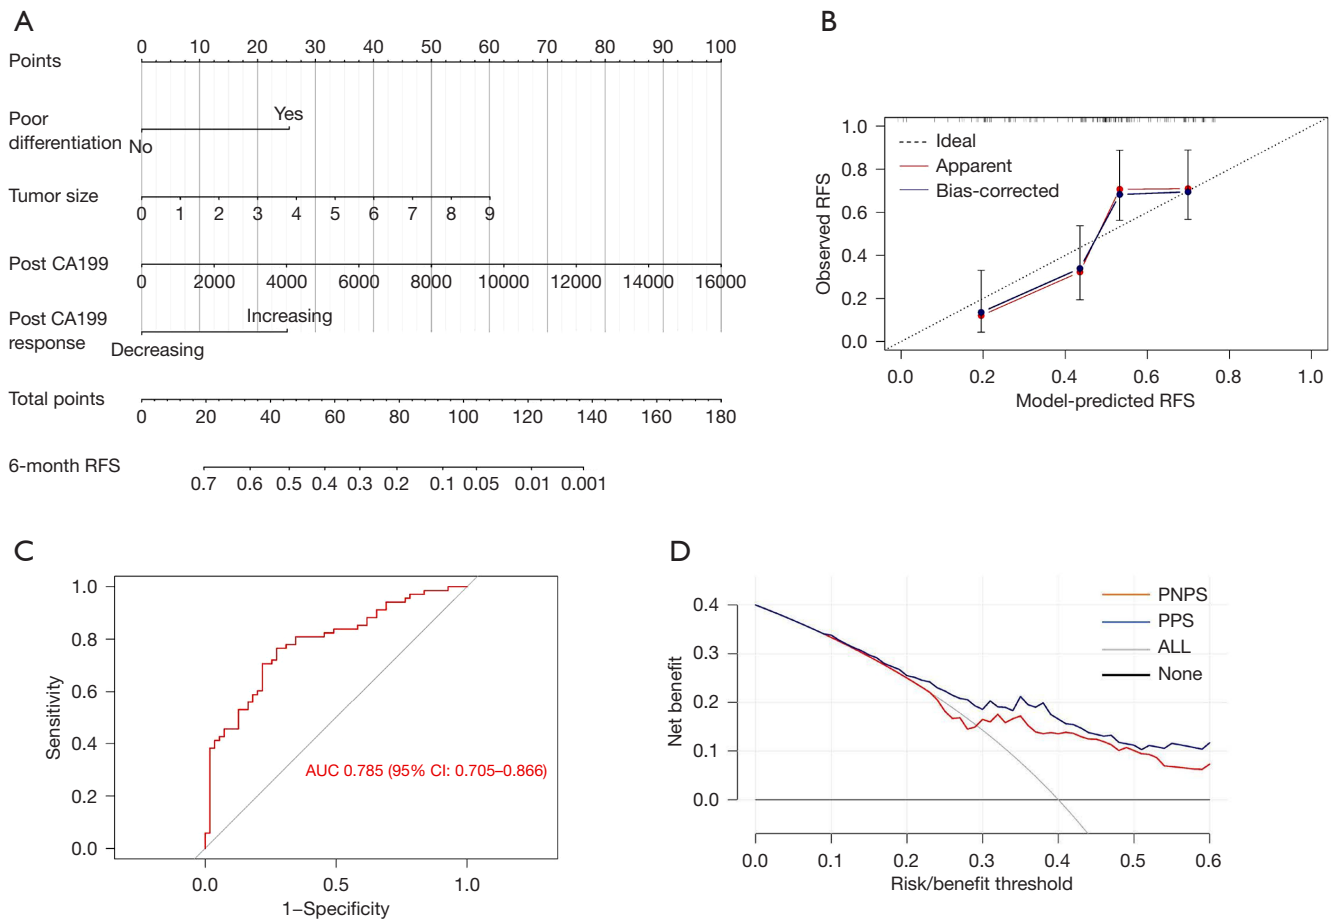 A
Points
0 10 20 30 40 50 60 70 80 90 100
Poor
differentiation
No
Yes
Tumor size
0 1 2 3 4 5 6 7 8 9
Post CA199
0 2000 4000 6000 8000 10000 12000 14000 16000
Post CA199
response
Increasing
Decreasing
Total points
0 20 40 60 80 100 120 140 160 180
6-month RFS
0.7 0.6 0.5 0.4 0.3 0.2 0.1 0.05 0.01 0.001
B
Observed RFS
1.0
0.8
0.6
0.4
0.2
0.0
Ideal
Apparent
Bias-corrected
0.0 0.2 0.4 0.6 0.8 1.0
Model-predicted RFS
C
Sensitivity
1.0
0.8
0.6
0.4
0.2
0.0
AUC 0.785 (95% CI: 0.705–0.866)
0.0 0.5 1.0
1–Specificity
D
Net benefit
0.4
0.3
0.2
0.1
0.0
PNPS
PPS
ALL
None
0.0 0.1 0.2 0.3 0.4 0.5 0.6
Risk/benefit threshold